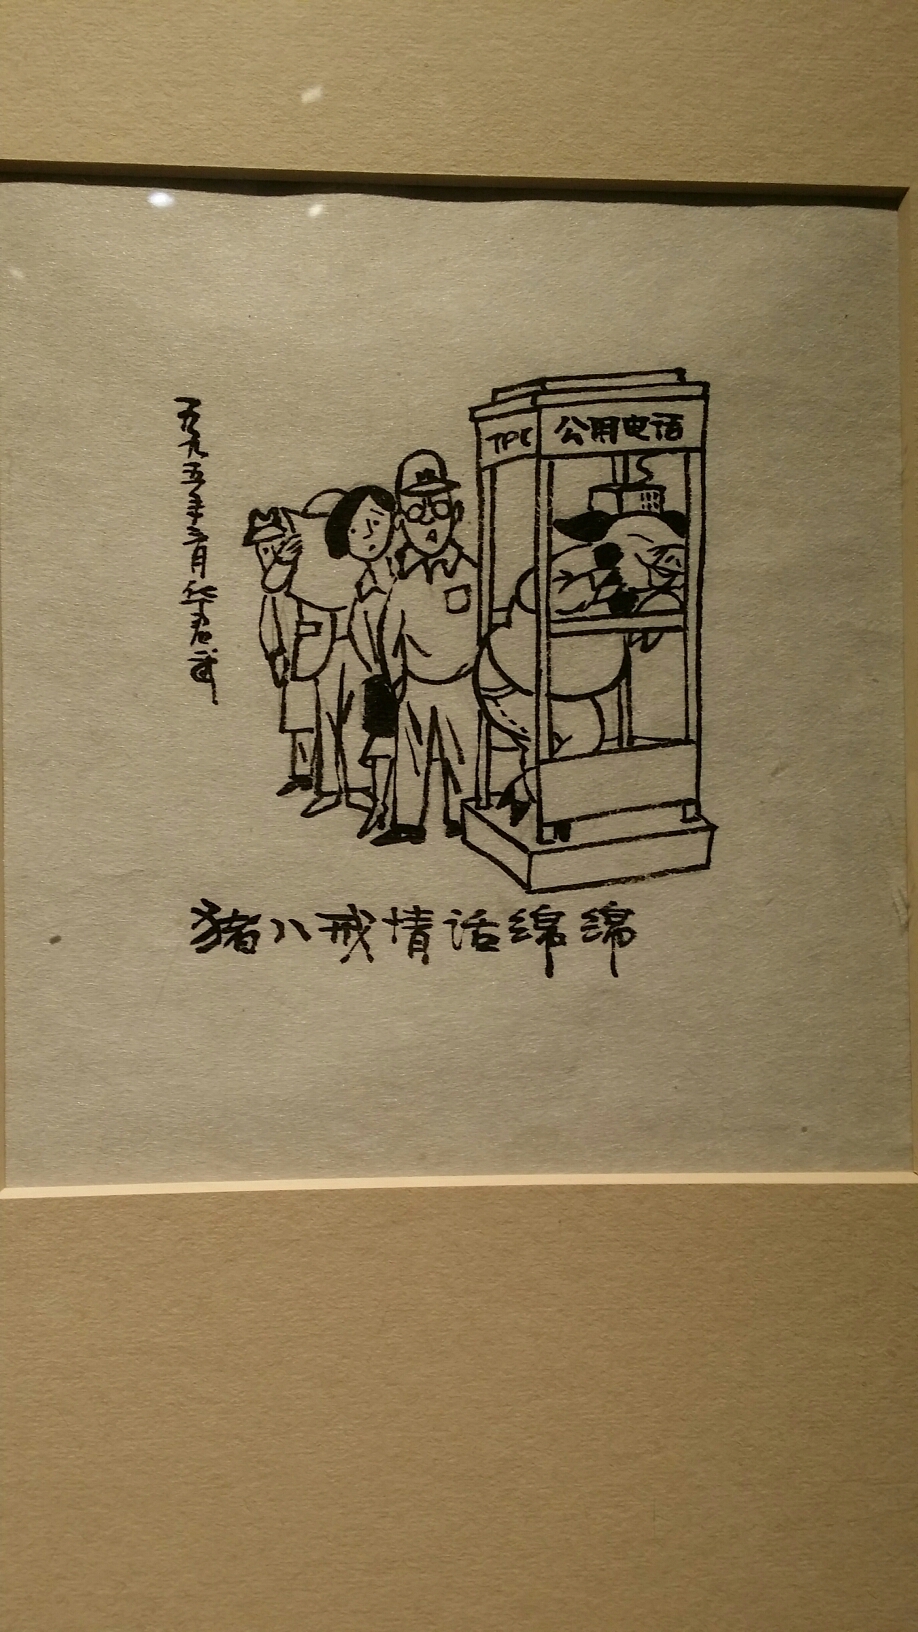 TPC 公用电话
一九九五年三月华君武
猪八戒情话绵绵